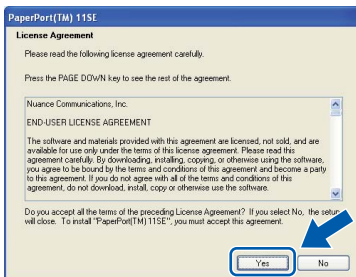 PaperPort(TM) 11SE
License Agreement
Please read the following license agreement carefully.
Press the PAGE DOWN key to see the rest of the agreement.
Nuance Communications, Inc.
END-USER LICENSE AGREEMENT
The software and materials provided with this agreement are licensed, not sold, and are
available for use only under the terms of this license agreement. Please read this
agreement carefully. By downloading, installing, copying, or otherwise using the software,
you agree to be bound by the terms and conditions of this agreement and become a party
to this agreement. If you do not agree with all of the terms and conditions of this
agreement, do not download, install, copy or otherwise use the software.
Do you accept all the terms of the preceding License Agreement? If you select No, the setup
will close. To install "PaperPort(TM) 11SE", you must accept this agreement.
Yes
No